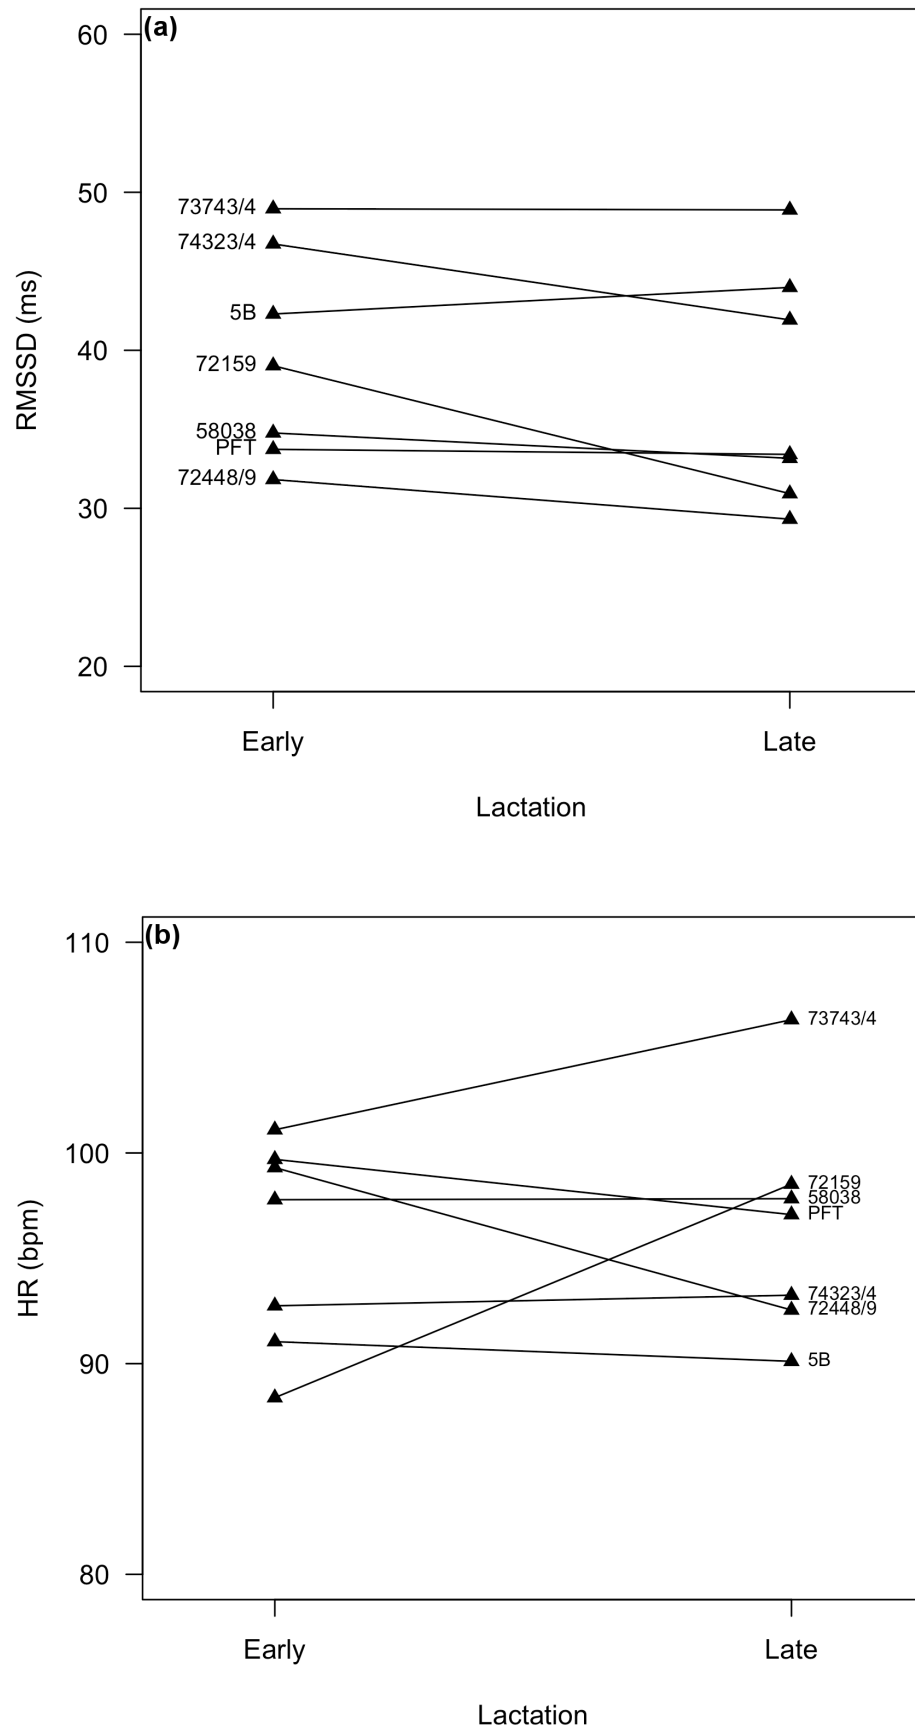 (a)
60
50
40
30
20
RMSSD (ms)
73743/4
74323/4
5B
72159
58038
PFT
72448/9
Early Late
Lactation
(b)
110
100
90
80
HR (bpm)
73743/4
72159
58038
PFT
74323/4
72448/9
5B
Early Late
Lactation